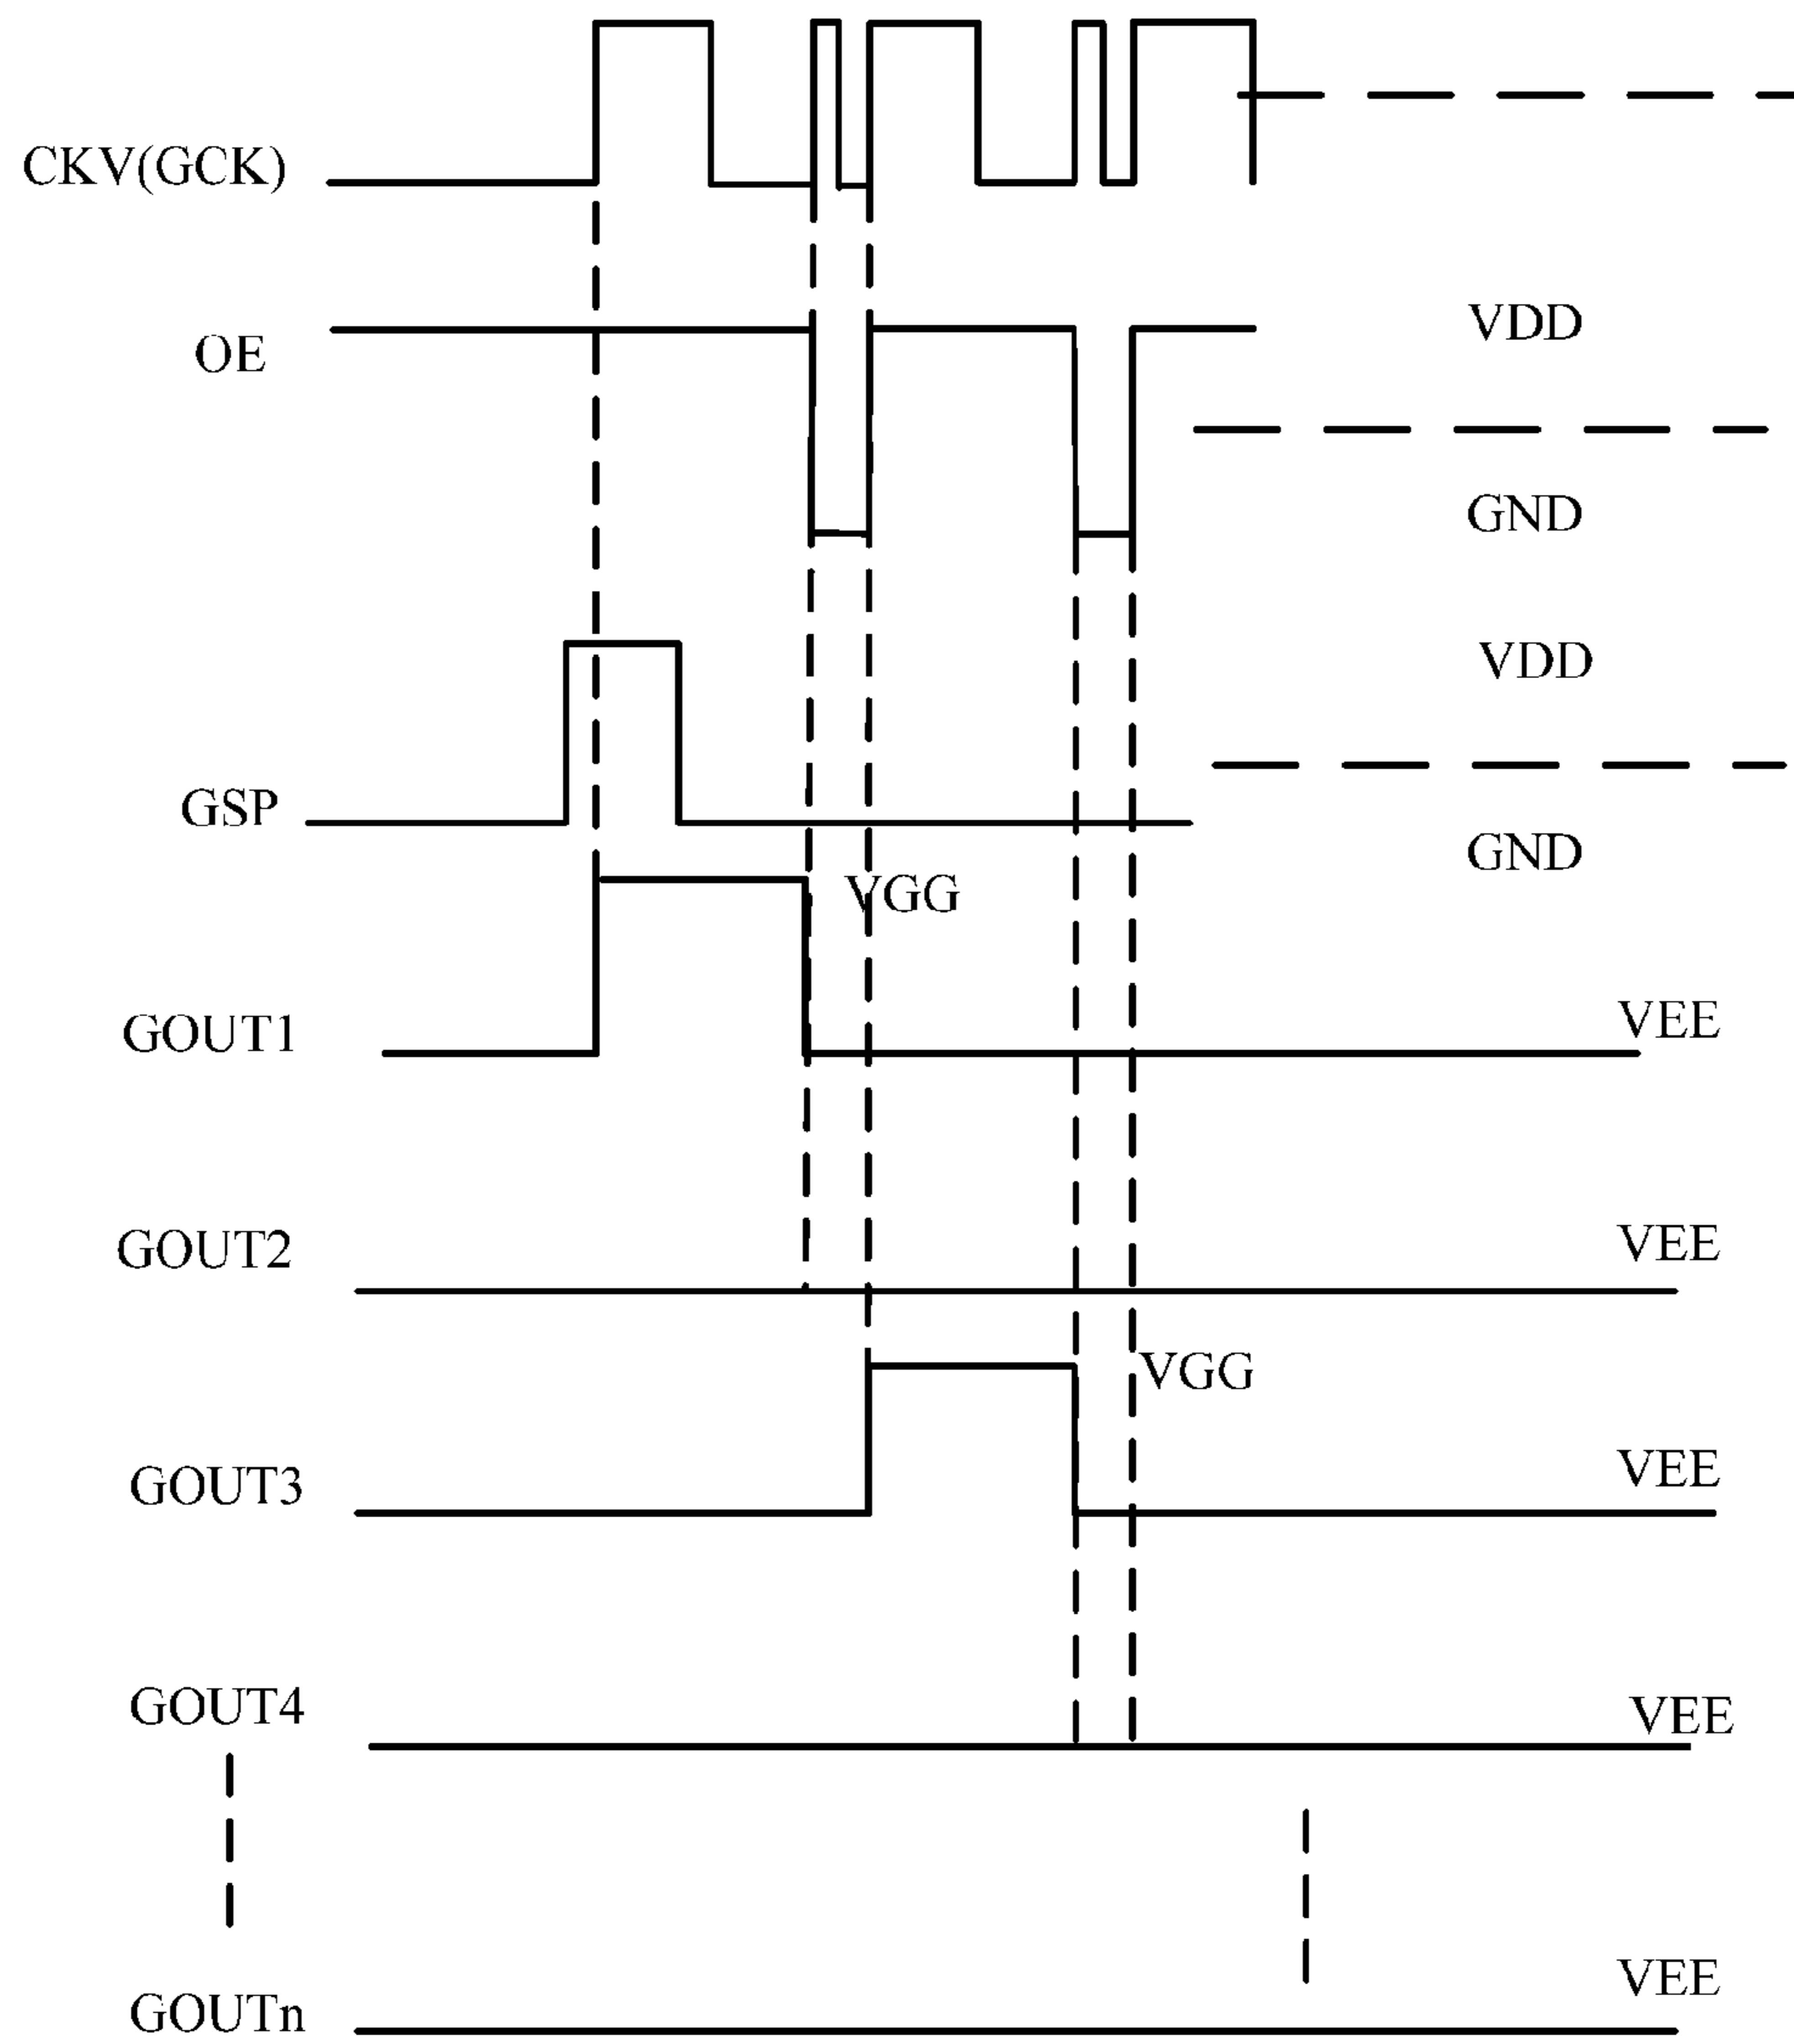 CKV(GCK)
OE
VDD
GND
VDD
GSP
GND
VGG
GOUT1
VEE
GOUT2
VEE
VGG
GOUT3
VEE
GOUT4
VEE
VEE
GOUTn